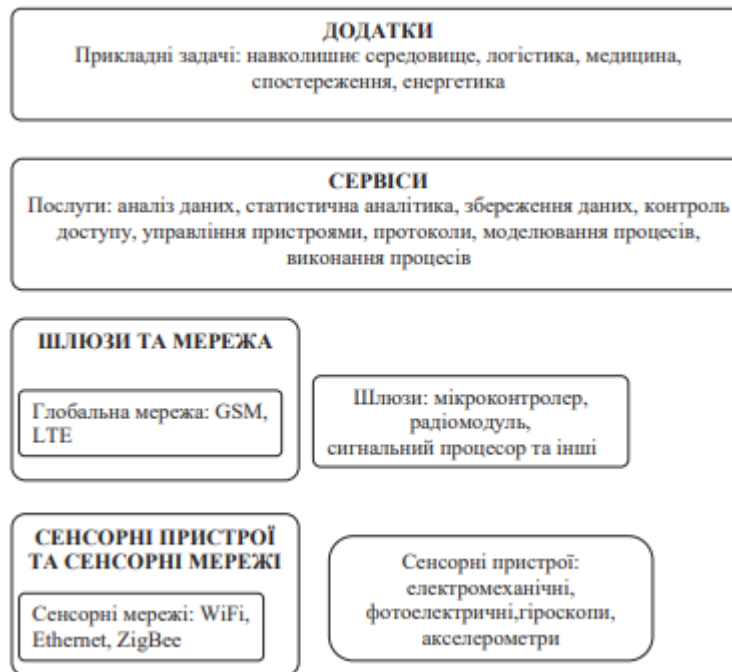 ДОДАТКИ
Прикладні задачі: навколишнє середовище, логістика, медицина,
спостереження, енергетика
СЕРВІСИ
Послуги: аналіз даних, статистична аналітика, збереження даних, контроль
доступу, управління пристроями, протоколи, моделювання процесів,
виконання процесів
ШЛЮЗИ ТА МЕРЕЖА
Глобальна мережа: GSM,
LTE
Шлюзи: мікроконтролер,
радіомодуль,
сигнальний процесор та інші
СЕНСОРНІ ПРИСТРОЇ
ТА СЕНСОРНІ МЕРЕЖІ
Сенсорні мережі: WiFi,
Ethernet, ZigBee
Сенсорні пристрої:
електромеханічні,
фотоелектричні,гіроскопи,
акселерометри